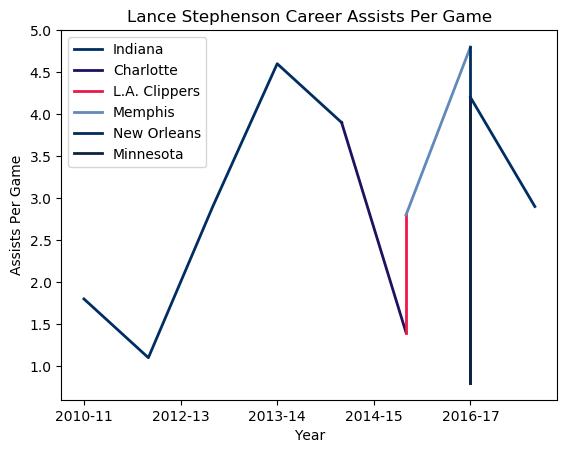 Lance Stephenson Career Assists Per Game
Indiana
Charlotte
L.A. Clippers
Memphis
New Orleans
Minnesota
Assists Per Game
5.0
4.5
4.0
3.5
3.0
2.5
2.0
1.5
1.0
2010-11 2012-13 2013-14 2014-15 2016-17
Year